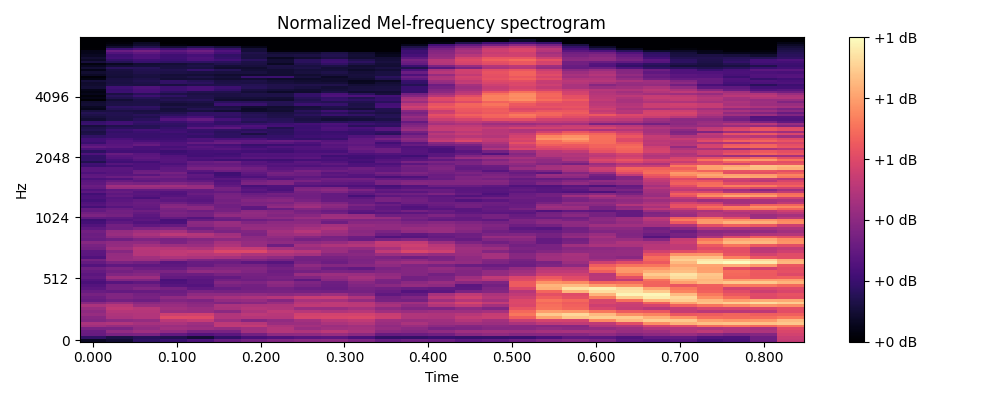 Normalized Mel-frequency spectrogram
Hz
4096
2048
1024
512
0
0.000 0.100 0.200 0.300 0.400 0.500 0.600 0.700 0.800
Time
+1 dB
+1 dB
+1 dB
+0 dB
+0 dB
+0 dB